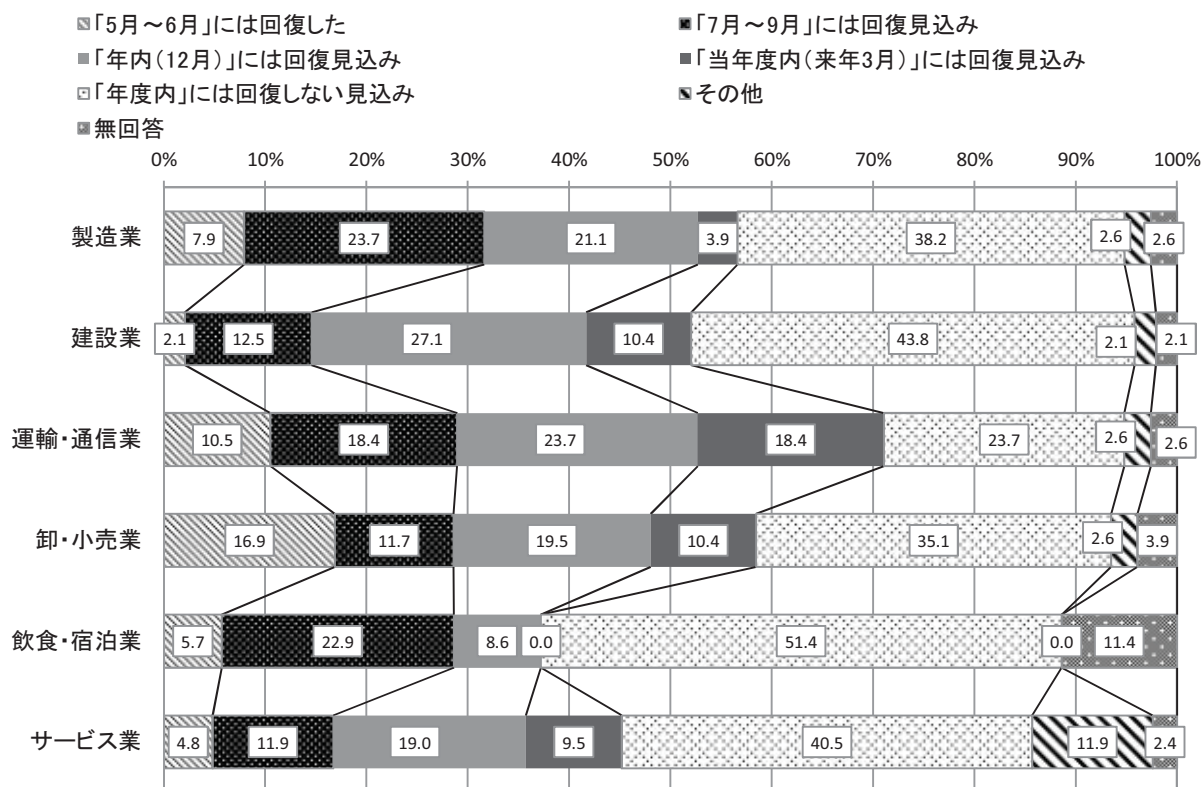 「5月～6月」には回復した 「7月～9月」には回復見込み
「年内（12月）」には回復見込み 「当年度内（来年3月）」には回復見込み
「年度内」には回復しない見込み その他
無回答
0% 10% 20% 30% 40% 50% 60% 70% 80% 90% 100%
製造業 7.9 23.7 21.1 3.9 38.2 2.6 2.6
建設業 2.1 12.5 27.1 10.4 43.8 2.1 2.1
運輸・通信業 10.5 18.4 23.7 18.4 23.7 2.6 2.6
卸・小売業 16.9 11.7 19.5 10.4 35.1 2.6 3.9
飲食・宿泊業 5.7 22.9 8.6 0.0 51.4 0.0 11.4
サービス業 4.8 11.9 19.0 9.5 40.5 11.9 2.4